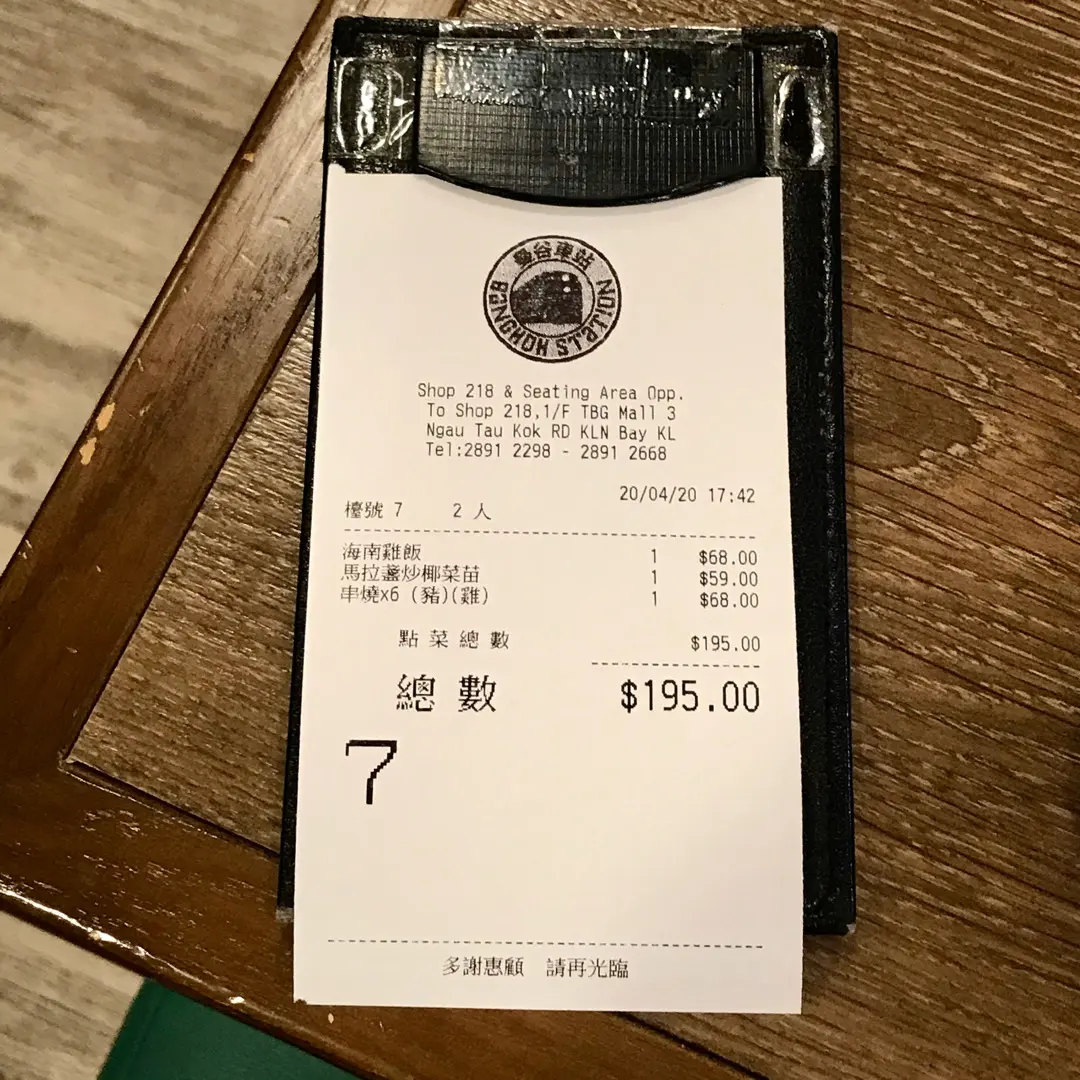 曼谷車站
BANGKOK STATION
Shop 218 & Seating Area Opp.
To Shop 218,1/F TBG Mall 3
Ngau Tau Kok RD KLN Bay KL
Tel:2891 2298 - 2891 2668
20/04/20 17:42
檯號 7 2 人
海南雞飯 1 $68.00
馬拉盞炒椰菜苗 1 $59.00
串燒x6 (豬)(雞) 1 $68.00
點菜總數 $195.00
總數 $195.00
7
多謝惠顧 請再光臨